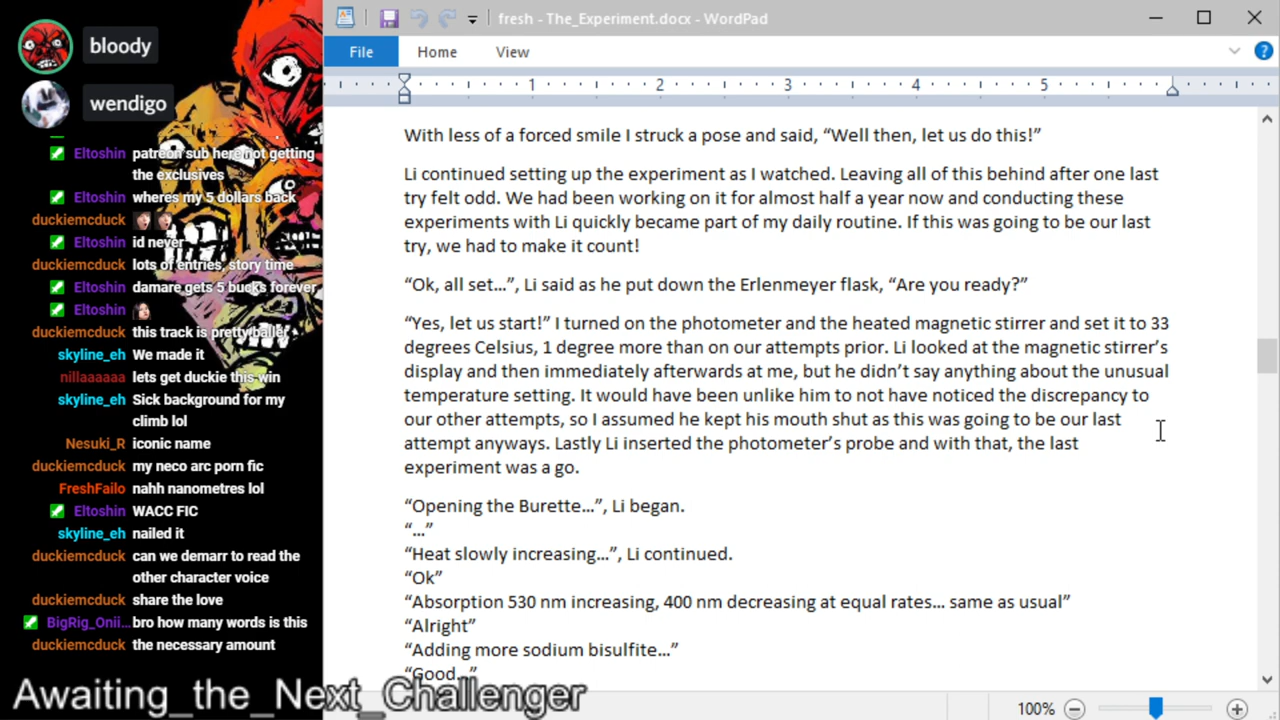 bloody
wendigo
Eltoshin patreon sub here not getting
the exclusives
Eltoshin wheres my 5 dollars back
duckiemcduck
Eltoshin id never
duckiemcduck lots of entries, story time
Eltoshin damare gets 5 bucks forever
Eltoshin
duckiemcduck this track is pretty baller
skyline_eh We made it
nillaaaaaa lets get duckie this win
skyline_eh Sick background for my
climb lol
Nesuki_R iconic name
duckiemcduck my neco arc porn fic
FreshFailo nahh nanometres lol
Eltoshin WACC FIC
skyline_eh nailed it
duckiemcduck can we demarr to read the
other character voice
duckiemcduck share the love
BigRig_Onii... bro how many words is this
duckiemcduck the necessary amount
Awaiting_the_Next_Challenger
fresh - The_Experiment.docx - WordPad
File Home View
1 2 3 4 5
With less of a forced smile I struck a pose and said, “Well then, let us do this!”
Li continued setting up the experiment as I watched. Leaving all of this behind after one last
try felt odd. We had been working on it for almost half a year now and conducting these
experiments with Li quickly became part of my daily routine. If this was going to be our last
try, we had to make it count!
“Ok, all set…”, Li said as he put down the Erlenmeyer flask, “Are you ready?”
“Yes, let us start!” I turned on the photometer and the heated magnetic stirrer and set it to 33
degrees Celsius, 1 degree more than on our attempts prior. Li looked at the magnetic stirrer’s
display and then immediately afterwards at me, but he didn’t say anything about the unusual
temperature setting. It would have been unlike him to not have noticed the discrepancy to
our other attempts, so I assumed he kept his mouth shut as this was going to be our last
attempt anyways. Lastly Li inserted the photometer’s probe and with that, the last
experiment was a go.
“Opening the Burette…”, Li began.
“…”
“Heat slowly increasing…”, Li continued.
“Ok”
“Absorption 530 nm increasing, 400 nm decreasing at equal rates… same as usual”
“Alright”
“Adding more sodium bisulfite…”
“Good…”
100%